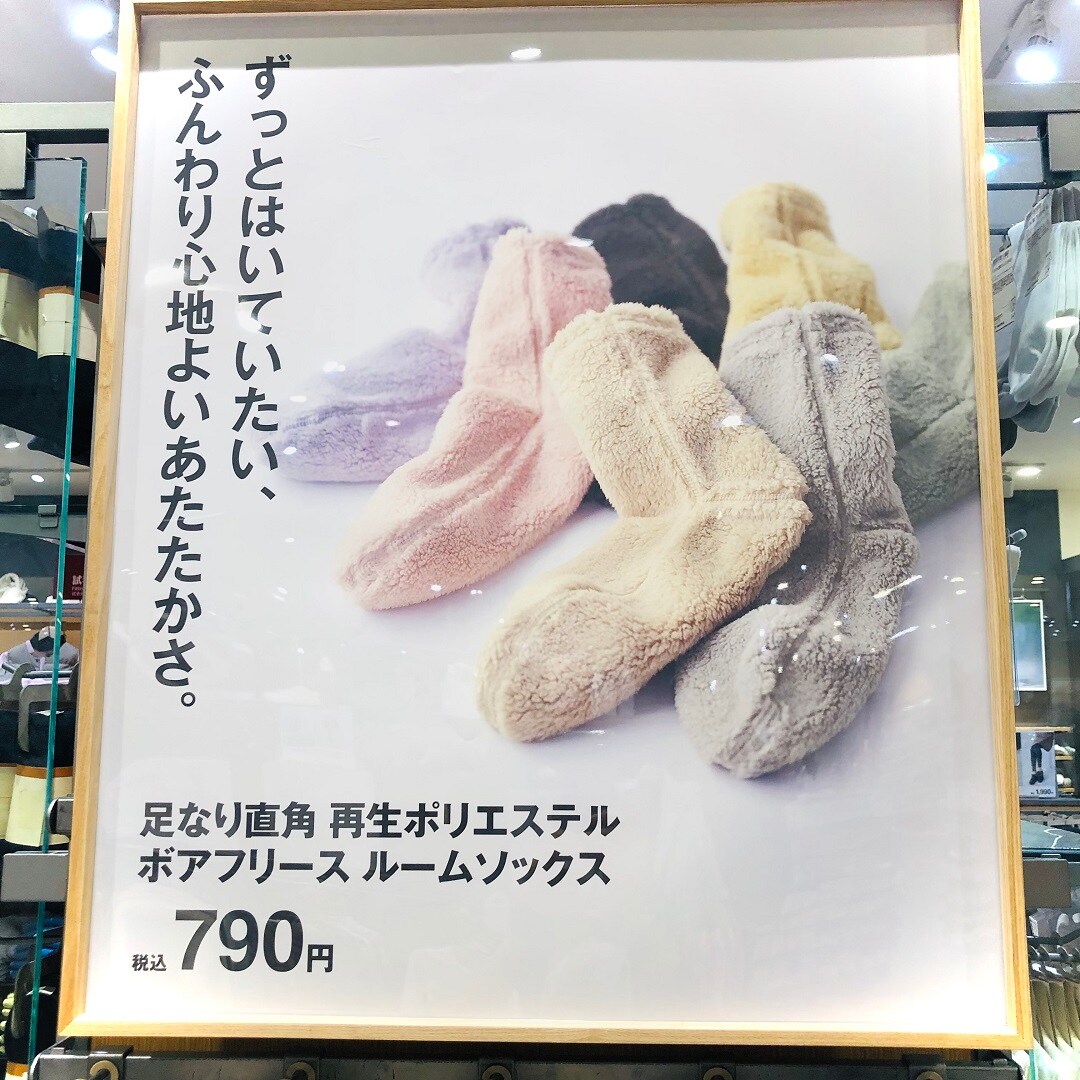 ずっとはいていたい、
ふんわり心地よいあたたかさ。
足なり直角 再生ポリエステル
ボアフリース ルームソックス
税込790円
1,990